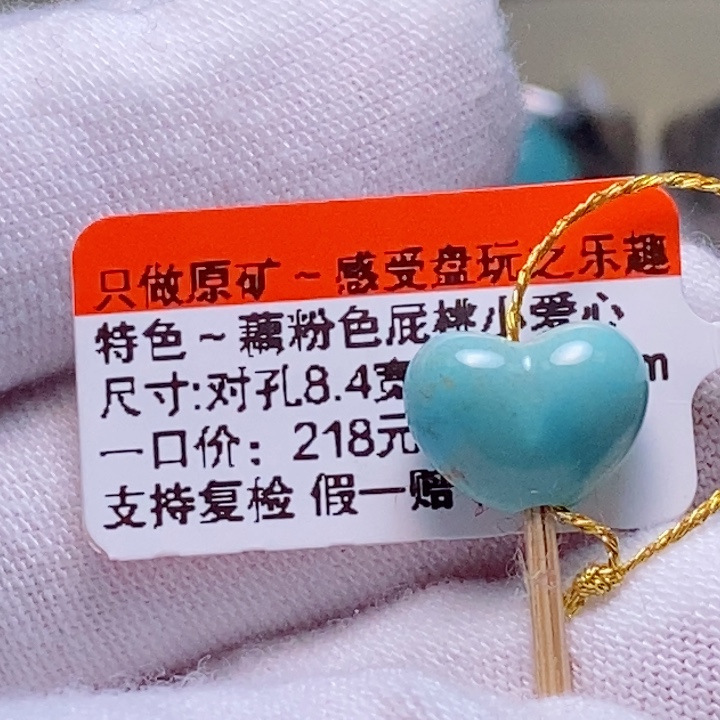 只做原矿 ~ 感受盘玩之乐趣
特色 ~ 藕粉色屁桃小爱心
尺寸:对孔8.4宽 m
一口价：218元
支持复检 假一赔